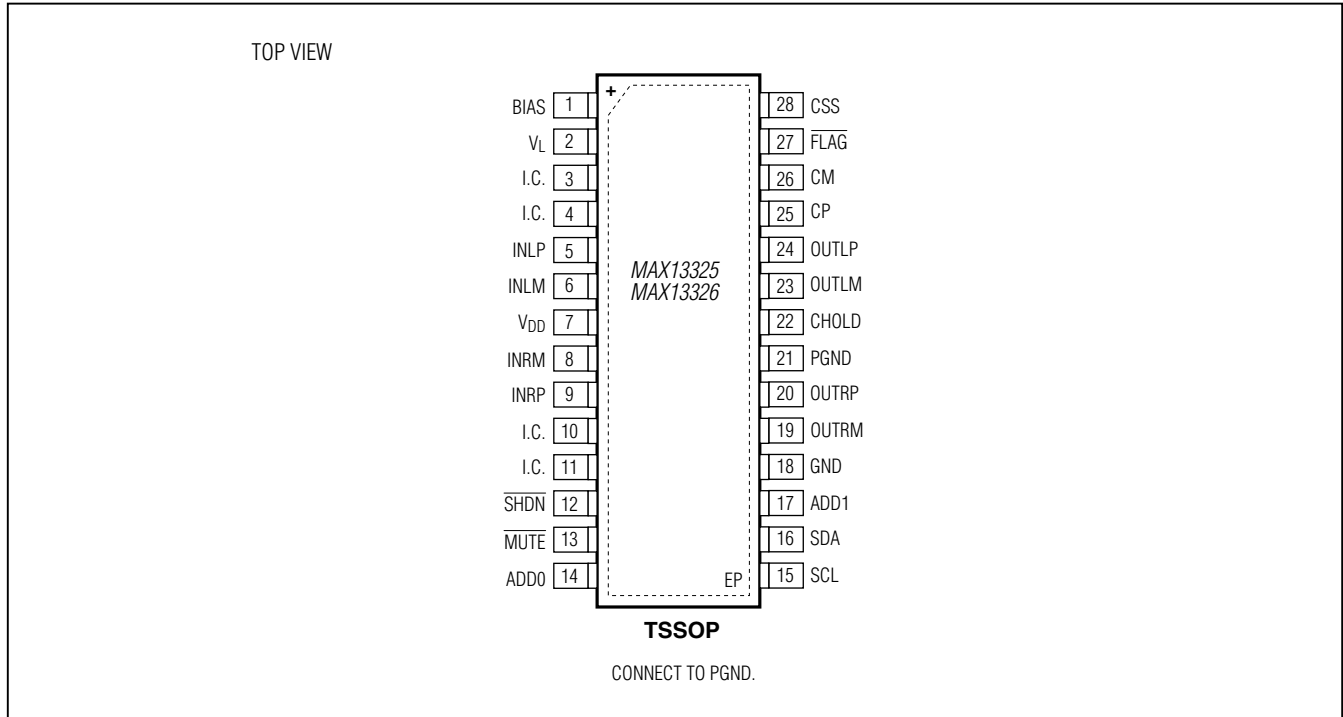 TOP VIEW
+
BIAS 1
VL 2
I.C. 3
I.C. 4
INLP 5
INLM 6
VDD 7
INRM 8
INRP 9
I.C. 10
I.C. 11
SHDN 12
MUTE 13
ADD0 14
MAX13325
MAX13326
28 CSS
27 FLAG
26 CM
25 CP
24 OUTLP
23 OUTLM
22 CHOLD
21 PGND
20 OUTRP
19 OUTRM
18 GND
17 ADD1
16 SDA
15 SCL
EP
TSSOP
CONNECT TO PGND.